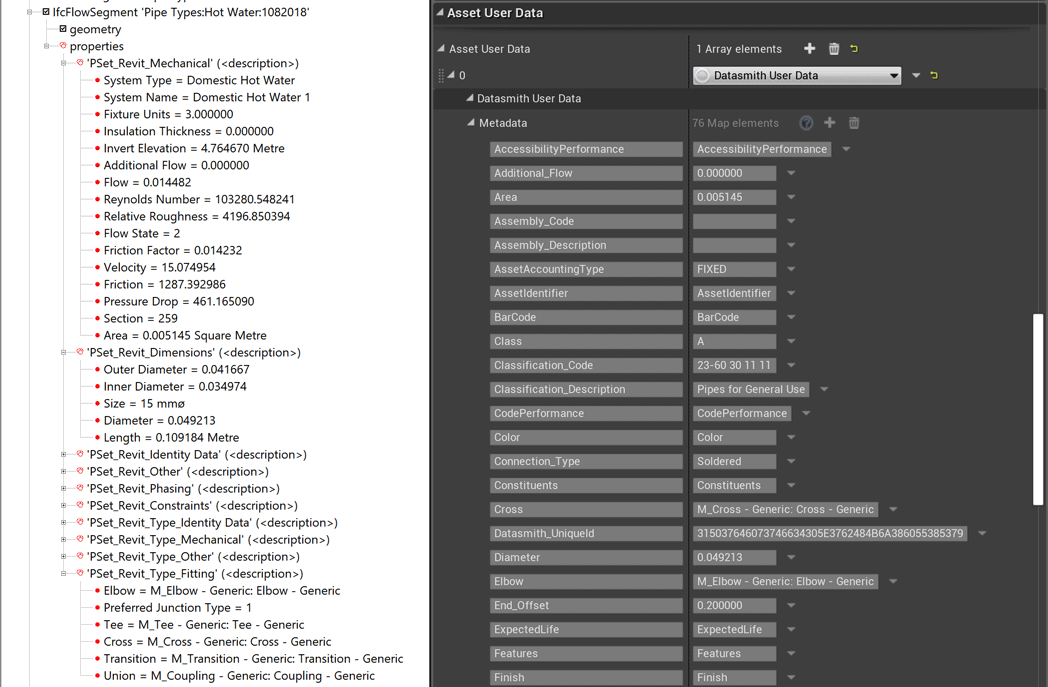 IfcFlowSegment 'Pipe Types:Hot Water:1082018'
geometry
properties
'PSet_Revit_Mechanical' (<description>)
System Type = Domestic Hot Water
System Name = Domestic Hot Water 1
Fixture Units = 3.000000
Insulation Thickness = 0.000000
Invert Elevation = 4.764670 Metre
Additional Flow = 0.000000
Flow = 0.014482
Reynolds Number = 103280.548241
Relative Roughness = 4196.850394
Flow State = 2
Friction Factor = 0.014232
Velocity = 15.074954
Friction = 1287.392986
Pressure Drop = 461.165090
Section = 259
Area = 0.005145 Square Metre
'PSet_Revit_Dimensions' (<description>)
Outer Diameter = 0.041667
Inner Diameter = 0.034974
Size = 15 mmø
Diameter = 0.049213
Length = 0.109184 Metre
'PSet_Revit_Identity Data' (<description>)
'PSet_Revit_Other' (<description>)
'PSet_Revit_Phasing' (<description>)
'PSet_Revit_Constraints' (<description>)
'PSet_Revit_Type_Identity Data' (<description>)
'PSet_Revit_Type_Mechanical' (<description>)
'PSet_Revit_Type_Other' (<description>)
'PSet_Revit_Type_Fitting' (<description>)
Elbow = M_Elbow - Generic: Elbow - Generic
Preferred Junction Type = 1
Tee = M_Tee - Generic: Tee - Generic
Cross = M_Cross - Generic: Cross - Generic
Transition = M_Transition - Generic: Transition - Generic
Union = M_Coupling - Generic: Coupling - Generic
Asset User Data
Asset User Data 1 Array elements
0 Datasmith User Data
Datasmith User Data
Metadata 76 Map elements
AccessibilityPerformance AccessibilityPerformance
Additional_Flow 0.000000
Area 0.005145
Assembly_Code
Assembly_Description
AssetAccountingType FIXED
AssetIdentifier AssetIdentifier
BarCode BarCode
Class A
Classification_Code 23-60 30 11 11
Classification_Description Pipes for General Use
CodePerformance CodePerformance
Color Color
Connection_Type Soldered
Constituents Constituents
Cross M_Cross - Generic: Cross - Generic
Datasmith_UniqueId 315037646073746634305E3762484B6A386055385379
Diameter 0.049213
Elbow M_Elbow - Generic: Elbow - Generic
End_Offset 0.200000
ExpectedLife ExpectedLife
Features Features
Finish Finish